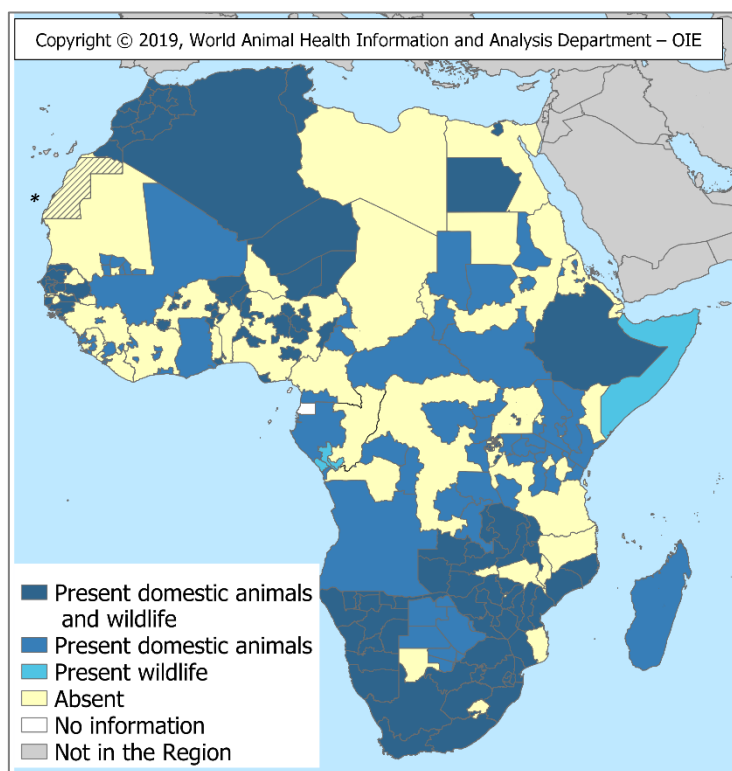 Copyright © 2019, World Animal Health Information and Analysis Department – OIE
*
Present domestic animals
and wildlife
Present domestic animals
Present wildlife
Absent
No information
Not in the Region